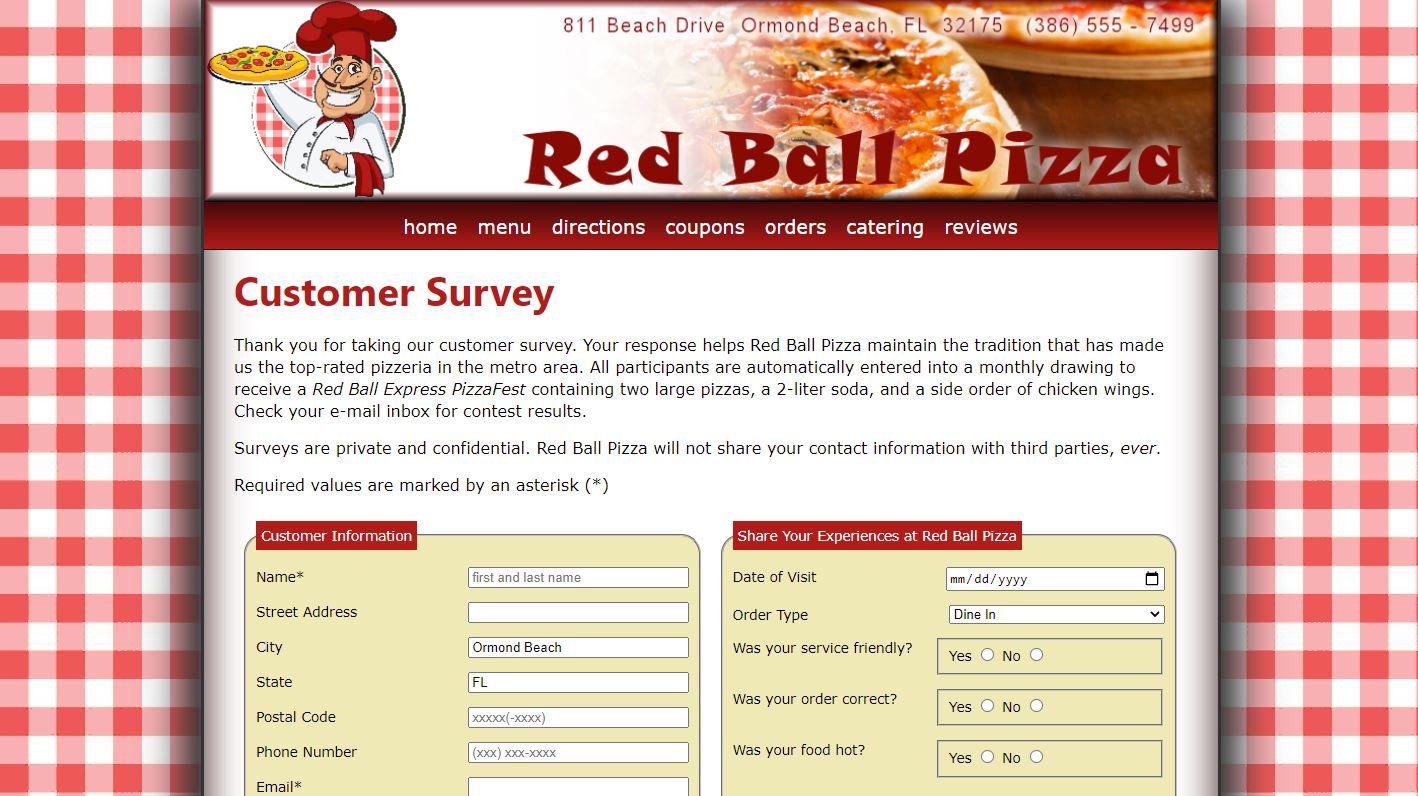 811 Beach Drive Ormond Beach, FL 32175 (386) 555 - 7499
Red Ball Pizza
home menu directions coupons orders catering reviews
Customer Survey
Thank you for taking our customer survey. Your response helps Red Ball Pizza maintain the tradition that has made
us the top-rated pizzeria in the metro area. All participants are automatically entered into a monthly drawing to
receive a Red Ball Express PizzaFest containing two large pizzas, a 2-liter soda, and a side order of chicken wings.
Check your e-mail inbox for contest results.
Surveys are private and confidential. Red Ball Pizza will not share your contact information with third parties, ever.
Required values are marked by an asterisk (*)
Customer Information
Name* first and last name
Street Address
City Ormond Beach
State FL
Postal Code xxxxx(-xxxx)
Phone Number (xxx) xxx-xxxx
Email*
Share Your Experiences at Red Ball Pizza
Date of Visit mm/dd/yyyy
Order Type Dine In
Was your service friendly? Yes No
Was your order correct? Yes No
Was your food hot? Yes No